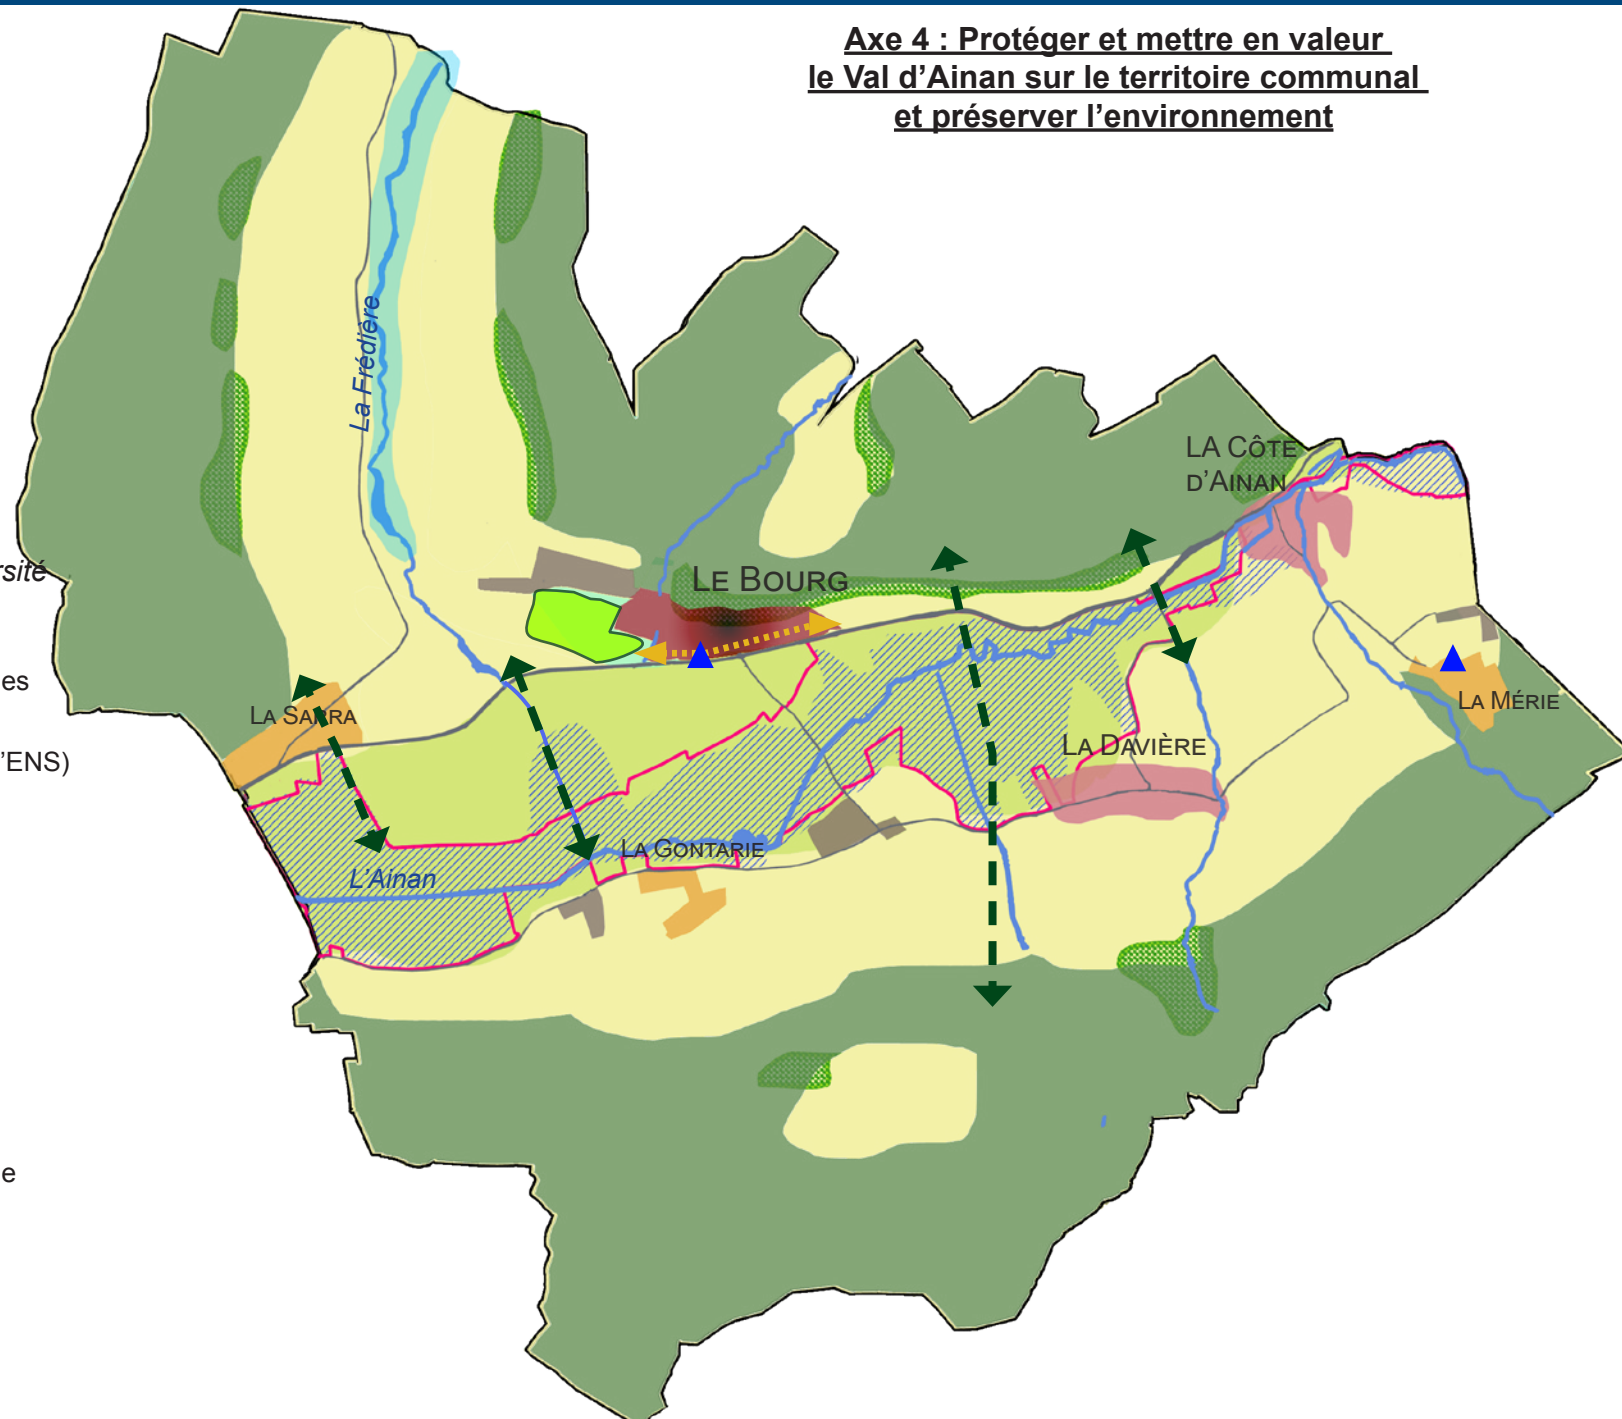 Axe 4 : Protéger et mettre en valeur
le Val d’Ainan sur le territoire communal
et préserver l’environnement
La Frédière
LA CÔTE
D’AINAN
rsité
LE BOURG
es
LA SARRA
LA MÉRIE
’ENS)
LA DAVIÈRE
LA GONTARIE
L’Ainan
e